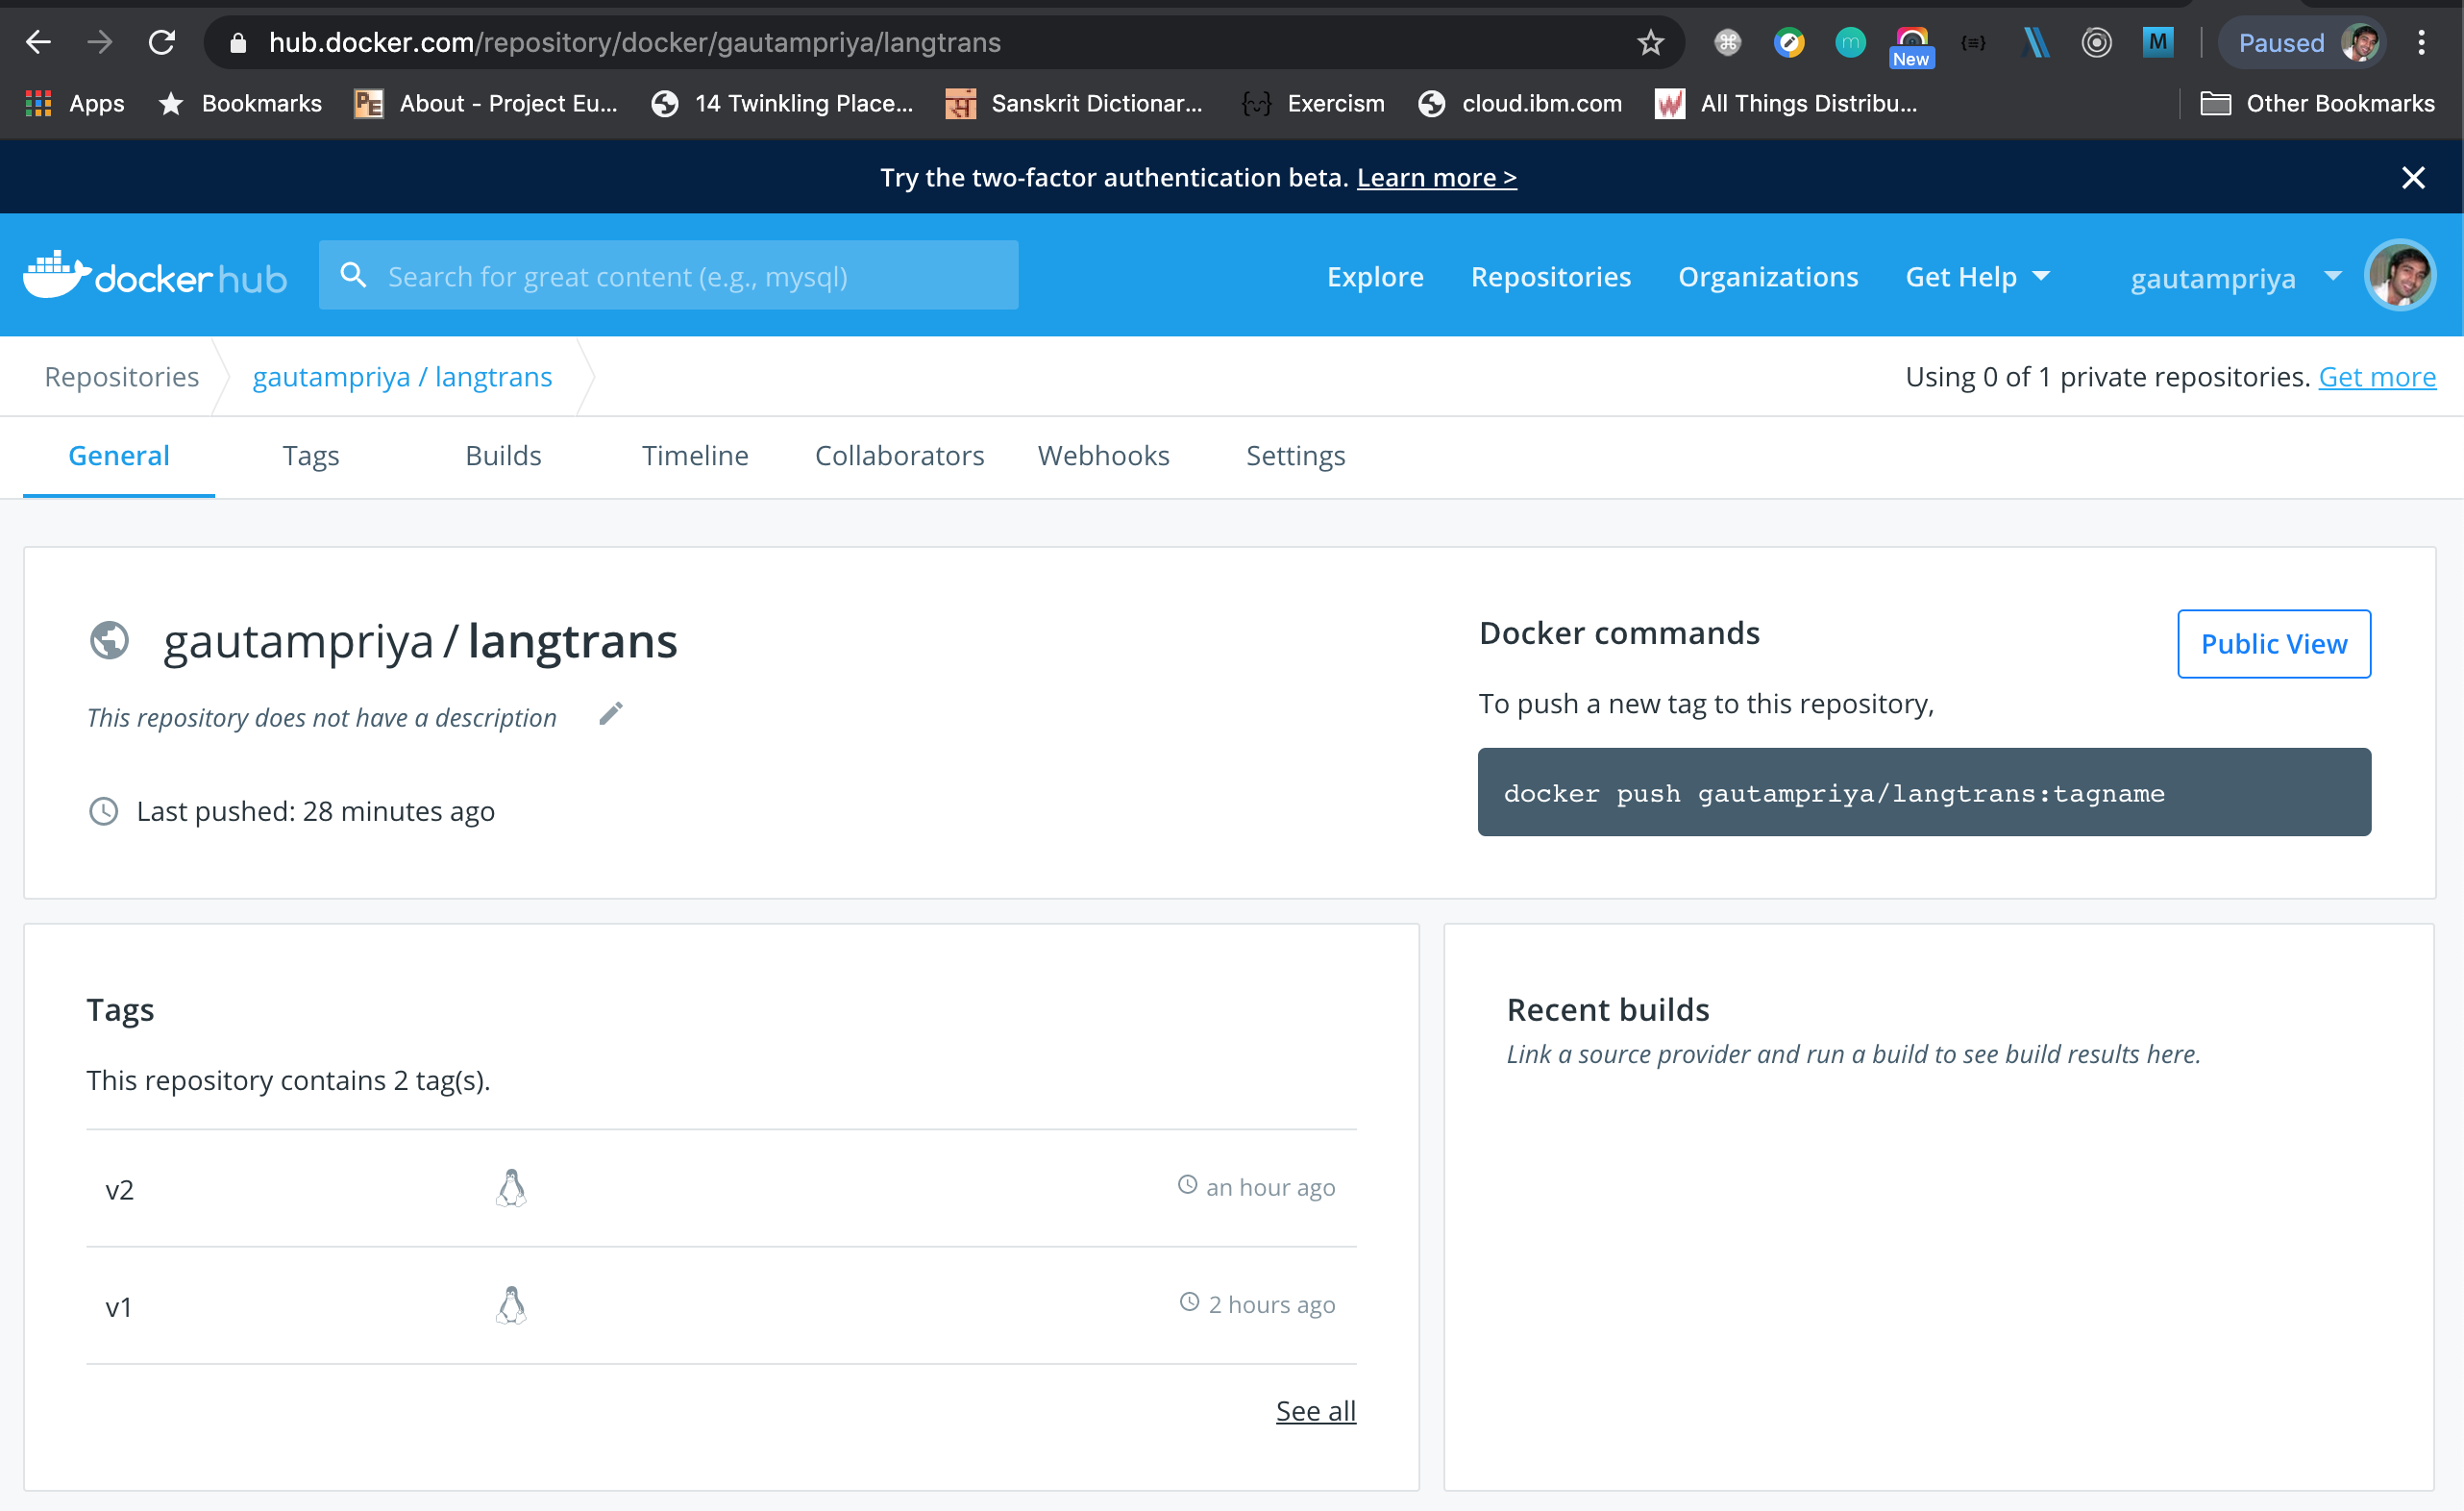 hub.docker.com/repository/docker/gautampriya/langtrans
New
M
Paused
Apps
Bookmarks
PE
About - Project Eu...
14 Twinkling Place...
Sanskrit Dictionar...
Exercism
cloud.ibm.com
All Things Distribu...
Other Bookmarks
Try the two-factor authentication beta. Learn more >
docker hub
Search for great content (e.g., mysql)
Explore
Repositories
Organizations
Get Help
gautampriya
Repositories
gautampriya / langtrans
Using 0 of 1 private repositories. Get more
General
Tags
Builds
Timeline
Collaborators
Webhooks
Settings
gautampriya / langtrans
This repository does not have a description
Last pushed: 28 minutes ago
Docker commands
Public View
To push a new tag to this repository,
docker push gautampriya/langtrans:tagname
Tags
This repository contains 2 tag(s).
v2
an hour ago
v1
2 hours ago
See all
Recent builds
Link a source provider and run a build to see build results here.